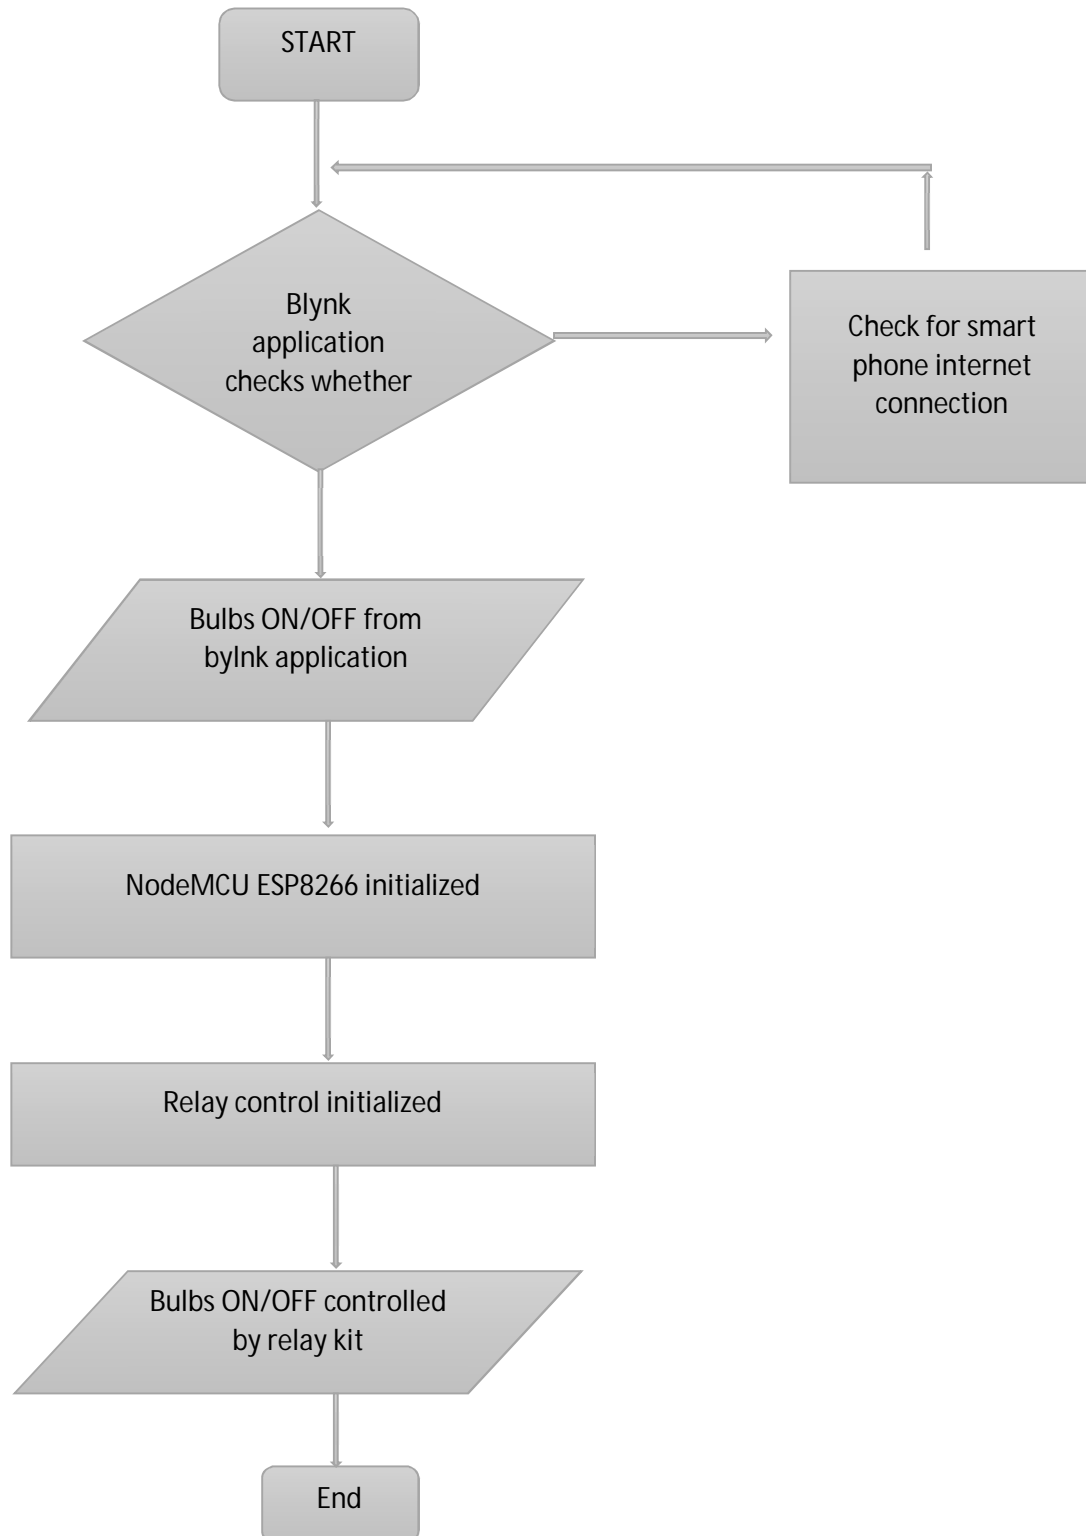 START
Blynk
application
checks whether
Check for smart
phone internet
connection
Bulbs ON/OFF from
bylnk application
NodeMCU ESP8266 initialized
Relay control initialized
Bulbs ON/OFF controlled
by relay kit
End